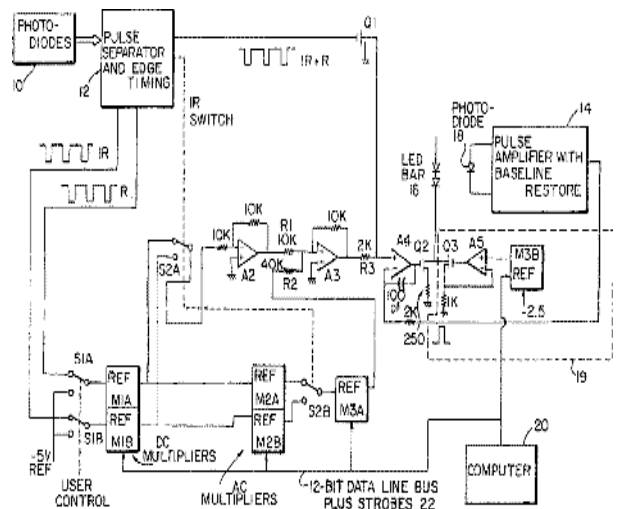 PHOTO-
DIODES
10
PULSE
SEPARATOR
AND EDGE
TIMING
12
IR+R
Q1
IR
SWITCH
IR
R
PHOTO-
DIODE
18
14
PULSE
AMPLIFIER WITH
BASELINE
RESTORE
LED
BAR
16
10K
10K
A2
R1
10K
40K
R2
10K
A3
2K
R3
A4
Q2
Q3
A5
M3B
REF
-2.5
100
Pf
1K
2K
250
19
S2A
S1A
S1B
REF
M1A
REF
M1B
DC
MULTIPLIERS
REF
M2A
REF
M2B
AC
MULTIPLIERS
S2B
REF
M3A
-5V
REF
USER
CONTROL
12-BIT DATA LINE BUS
PLUS STROBES 22
20
COMPUTER